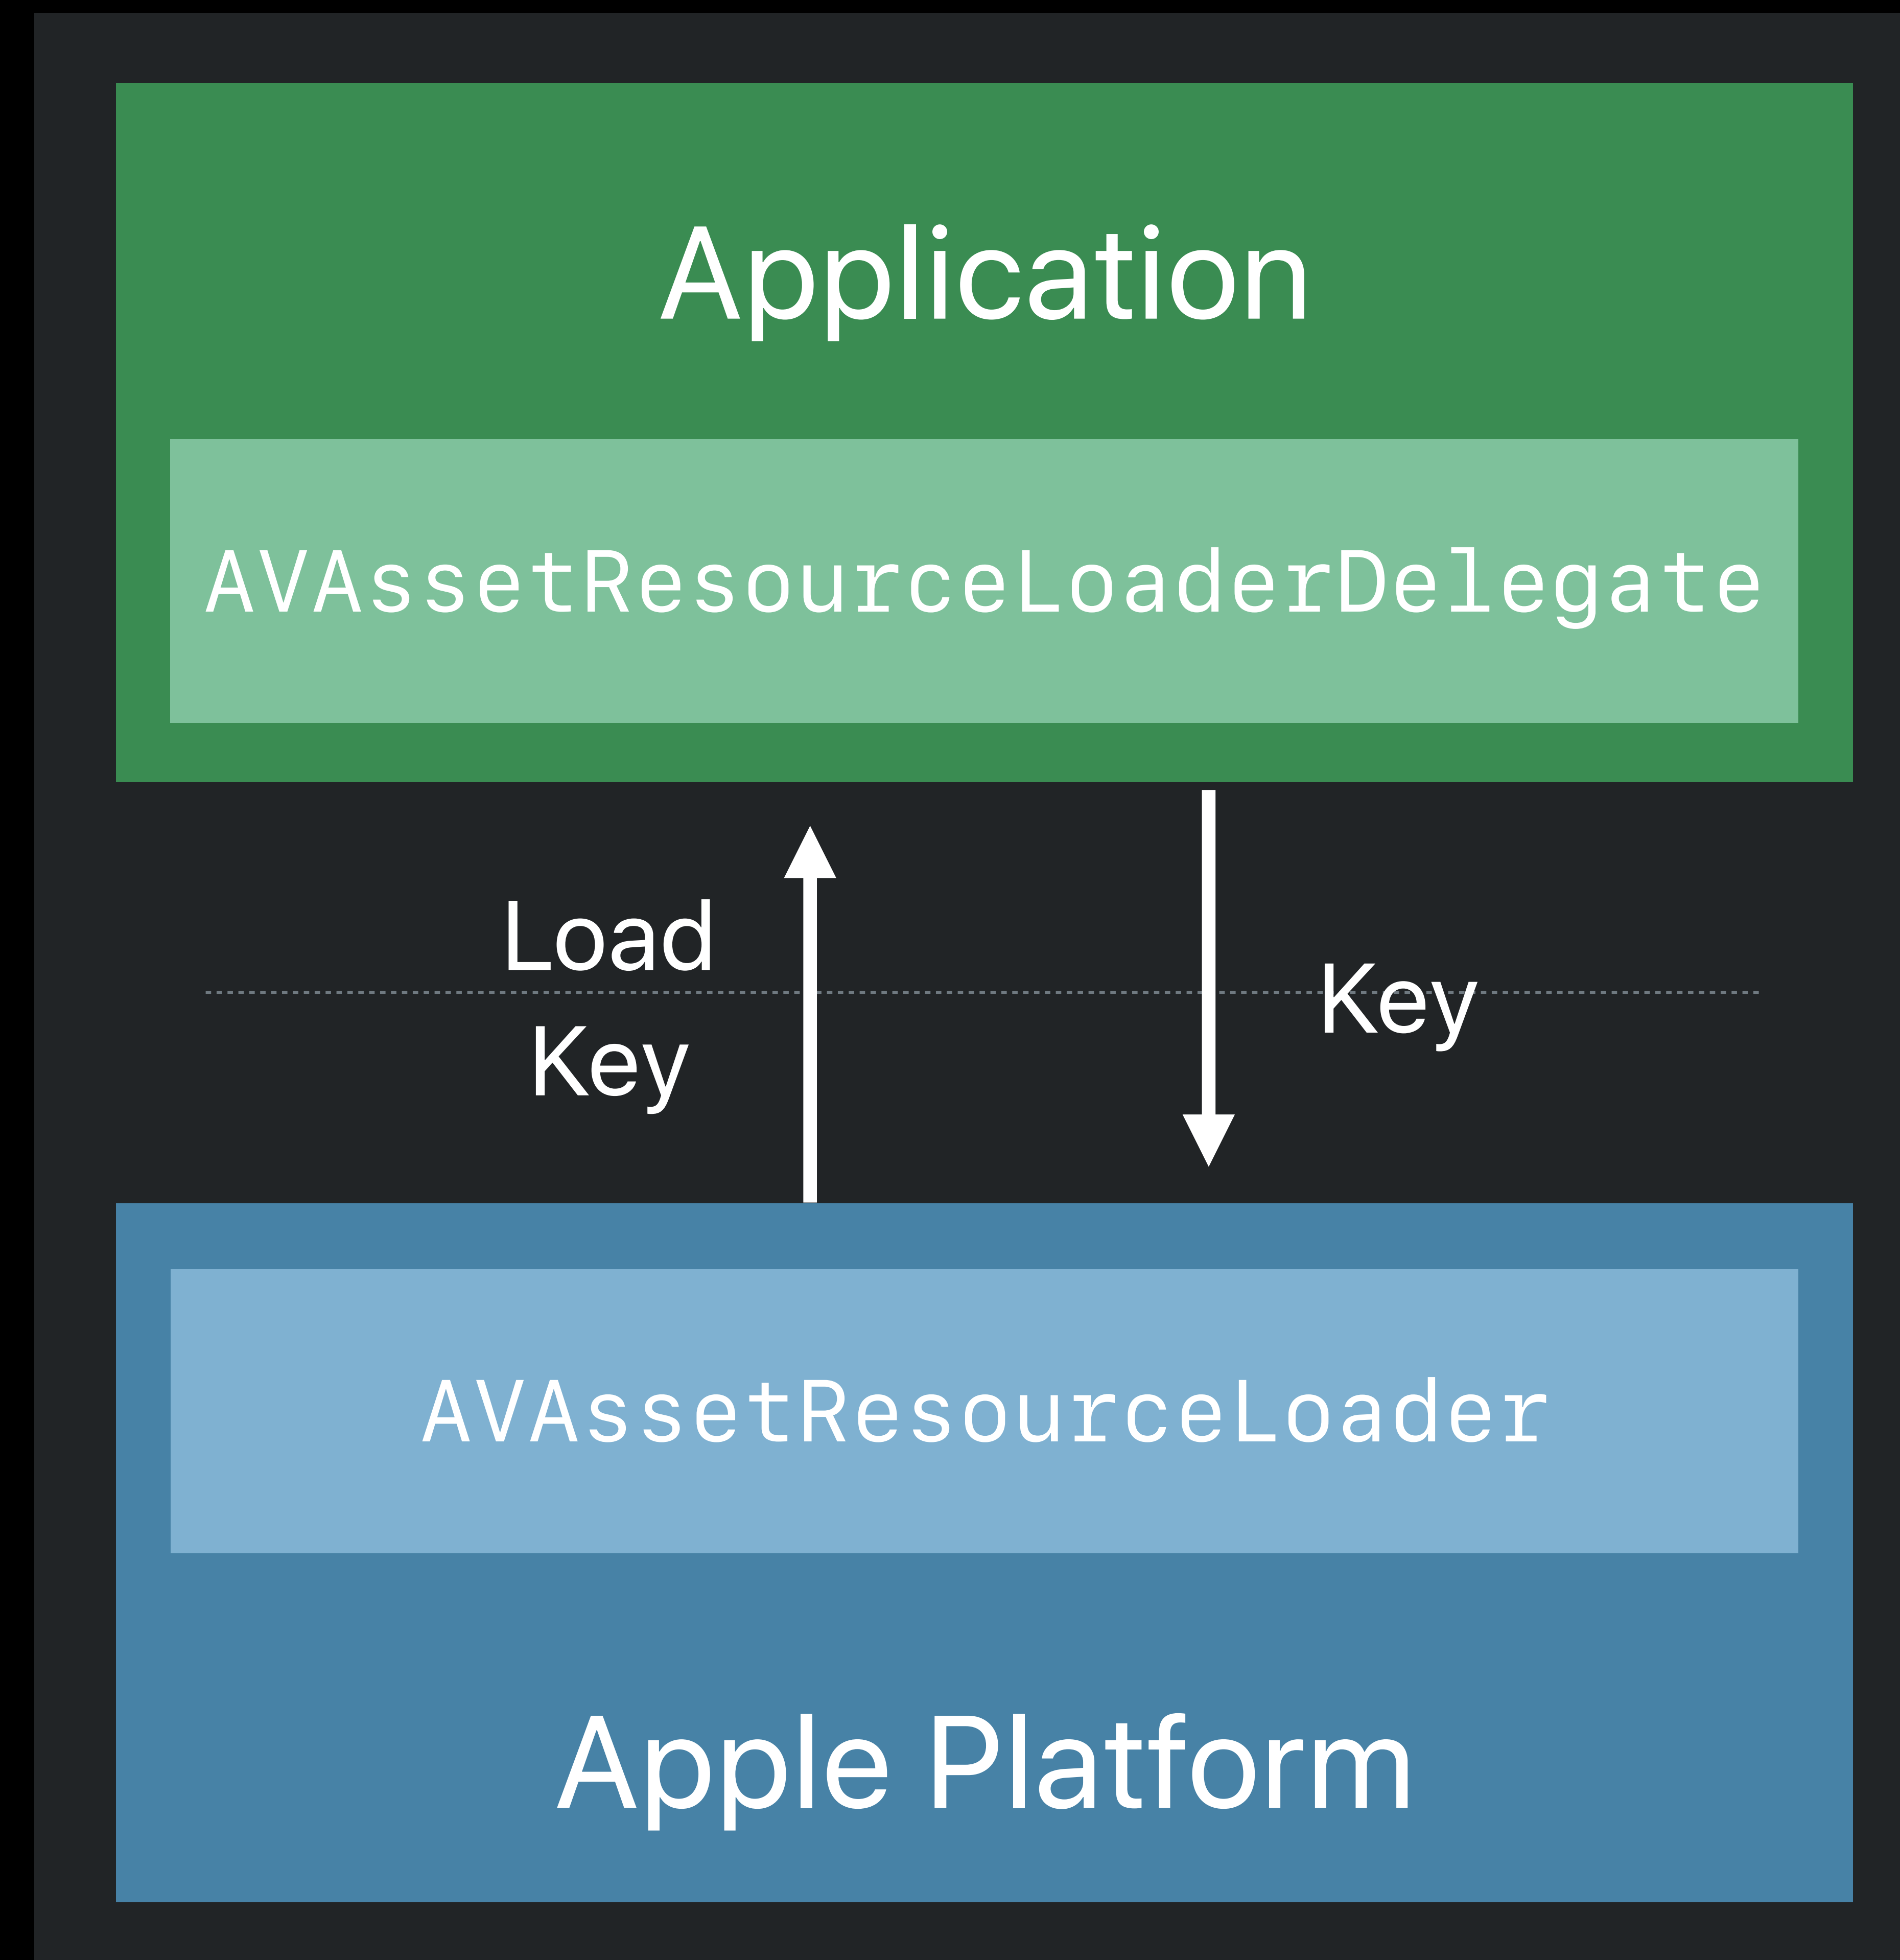 Application
AVAssetResourceLoaderDelegate
Load
Key
Key
AVAssetResourceLoader
Apple Platform